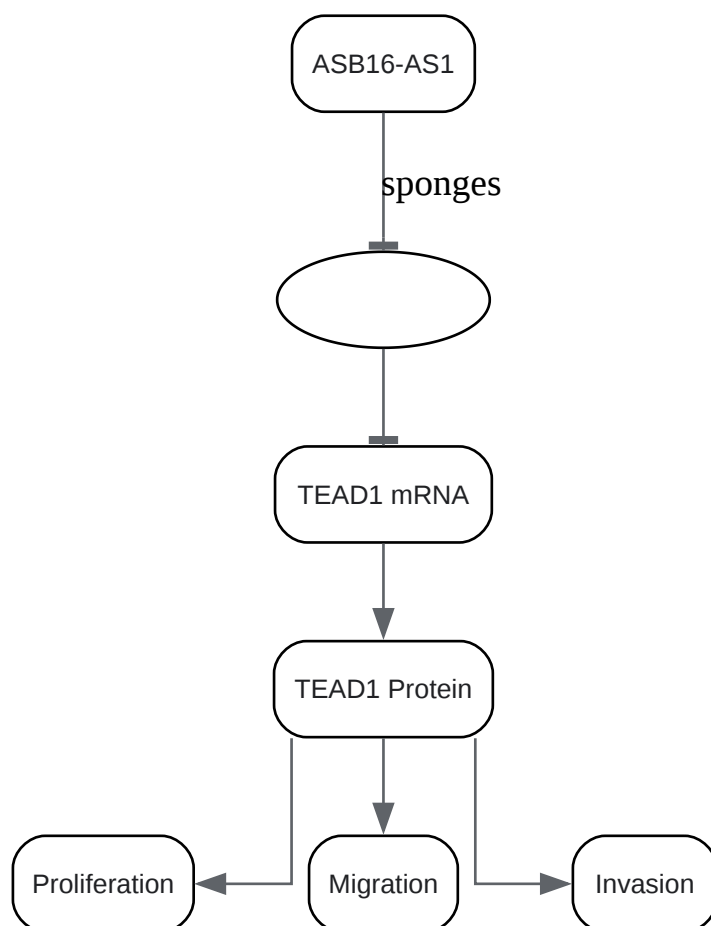 ASB16-AS1
sponges
TEAD1 mRNA
TEAD1 Protein
Proliferation
Migration
Invasion